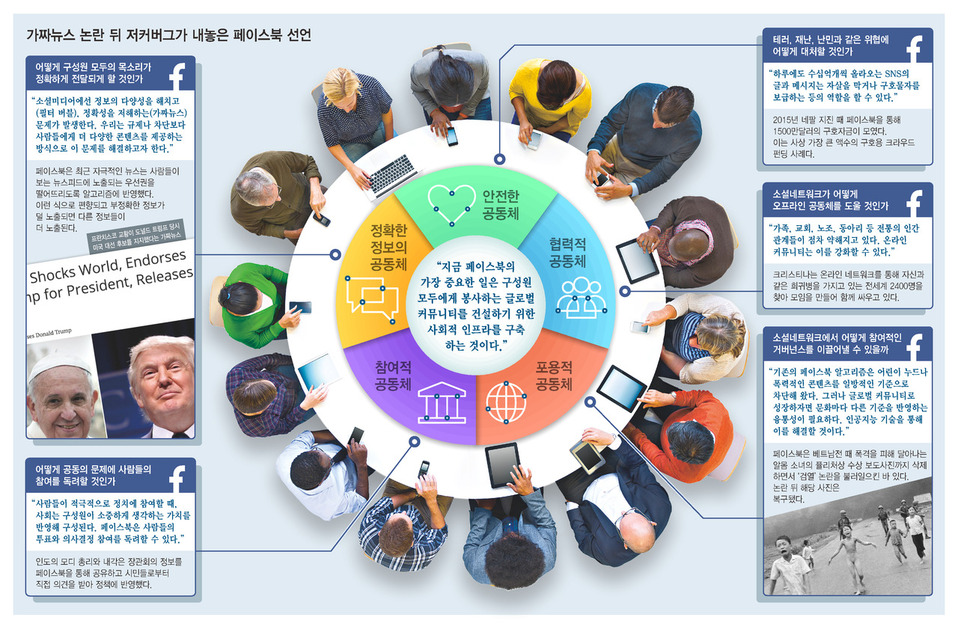 가짜뉴스 논란 뒤 저커버그가 내놓은 페이스북 선언
어떻게 구성원 모두의 목소리가
정확하게 전달되게 할 것인가
“소셜미디어에선 정보의 다양성을 해치고
(필터 버블), 정확성을 저해하는(가짜뉴스)
문제가 발생한다. 우리는 규제나 차단보다
사람들에게 더 다양한 콘텐츠를 제공하는
방식으로 이 문제를 해결하고자 한다.”
페이스북은 최근 자극적인 뉴스는 사람들이
보는 뉴스피드에 노출되는 우선권을
떨어뜨리도록 알고리즘에 반영했다.
이런 식으로 편향되고 부정확한 정보가
덜 노출되면 다른 정보들이
더 노출된다.
프란치스코 교황이 도널드 트럼프 당시
미국 대선 후보를 지지했다는 가짜뉴스
Shocks World, Endorses
mp for President, Releases
ws Donald Trump
어떻게 공동의 문제에 사람들의
참여를 독려할 것인가
“사람들이 적극적으로 정치에 참여할 때,
사회는 구성원이 소중하게 생각하는 가치를
반영해 구성된다. 페이스북은 사람들의
투표와 의사결정 참여를 독려할 수 있다.”
인도의 모디 총리와 내각은 장관회의 정보를
페이스북을 통해 공유하고 시민들로부터
직접 의견을 받아 정책에 반영했다.
안전한
공동체
정확한
정보의
공동체
협력적
공동체
“지금 페이스북의
가장 중요한 일은 구성원
모두에게 봉사하는 글로벌
커뮤니티를 건설하기 위한
사회적 인프라를 구축
하는 것이다.”
참여적
공동체
포용적
공동체
테러, 재난, 난민과 같은 위협에
어떻게 대처할 것인가
“하루에도 수십억개씩 올라오는 SNS의
글과 메시지는 자살을 막거나 구호물자를
보급하는 등의 역할을 할 수 있다.”
2015년 네팔 지진 때 페이스북을 통해
1500만달러의 구호자금이 모였다.
이는 사상 가장 큰 액수의 구호용 크라우드
펀딩 사례다.
소셜네트워크가 어떻게
오프라인 공동체를 도울 것인가
“가족, 교회, 노조, 동아리 등 전통의 인간
관계들이 점차 약해지고 있다. 온라인
커뮤니티는 이를 강화할 수 있다.”
크리스티나는 온라인 네트워크를 통해 자신과
같은 희귀병을 가지고 있는 전세계 2400명을
찾아 모임을 만들어 함께 싸우고 있다.
소셜네트워크에서 어떻게 참여적인
거버넌스를 이끌어낼 수 있을까
“기존의 페이스북 알고리즘은 어린이 누드나
폭력적인 콘텐츠를 일방적인 기준으로
차단해 왔다. 그러나 글로벌 커뮤니티로
성장하자면 문화마다 다른 기준을 반영하는
융통성이 필요하다. 인공지능 기술을 통해
이를 해결할 것이다.”
페이스북은 베트남전 때 폭격을 피해 달아나는
알몸 소녀의 퓰리처상 수상 보도사진까지 삭제
하면서 ‘검열’ 논란을 불러일으킨 바 있다.
논란 뒤 해당 사진은
복구됐다.